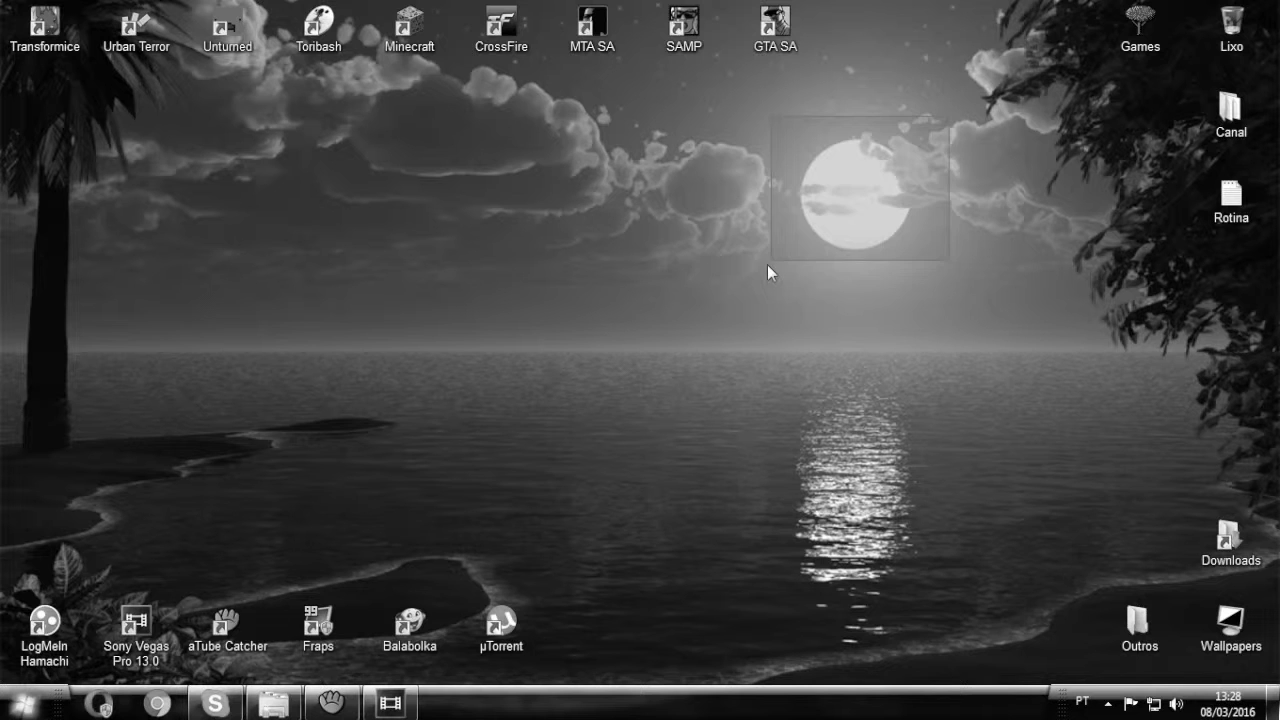 Transformice
Urban Terror
Unturned
Toribash
Minecraft
CrossFire
MTA SA
SAMP
GTA SA
Games
Lixo
Canal
Rotina
Downloads
LogMeIn
Hamachi
Sony Vegas
Pro 13.0
aTube Catcher
99
Fraps
Balabolka
µTorrent
Outros
Wallpapers
S
PT
13:28
08/03/2016